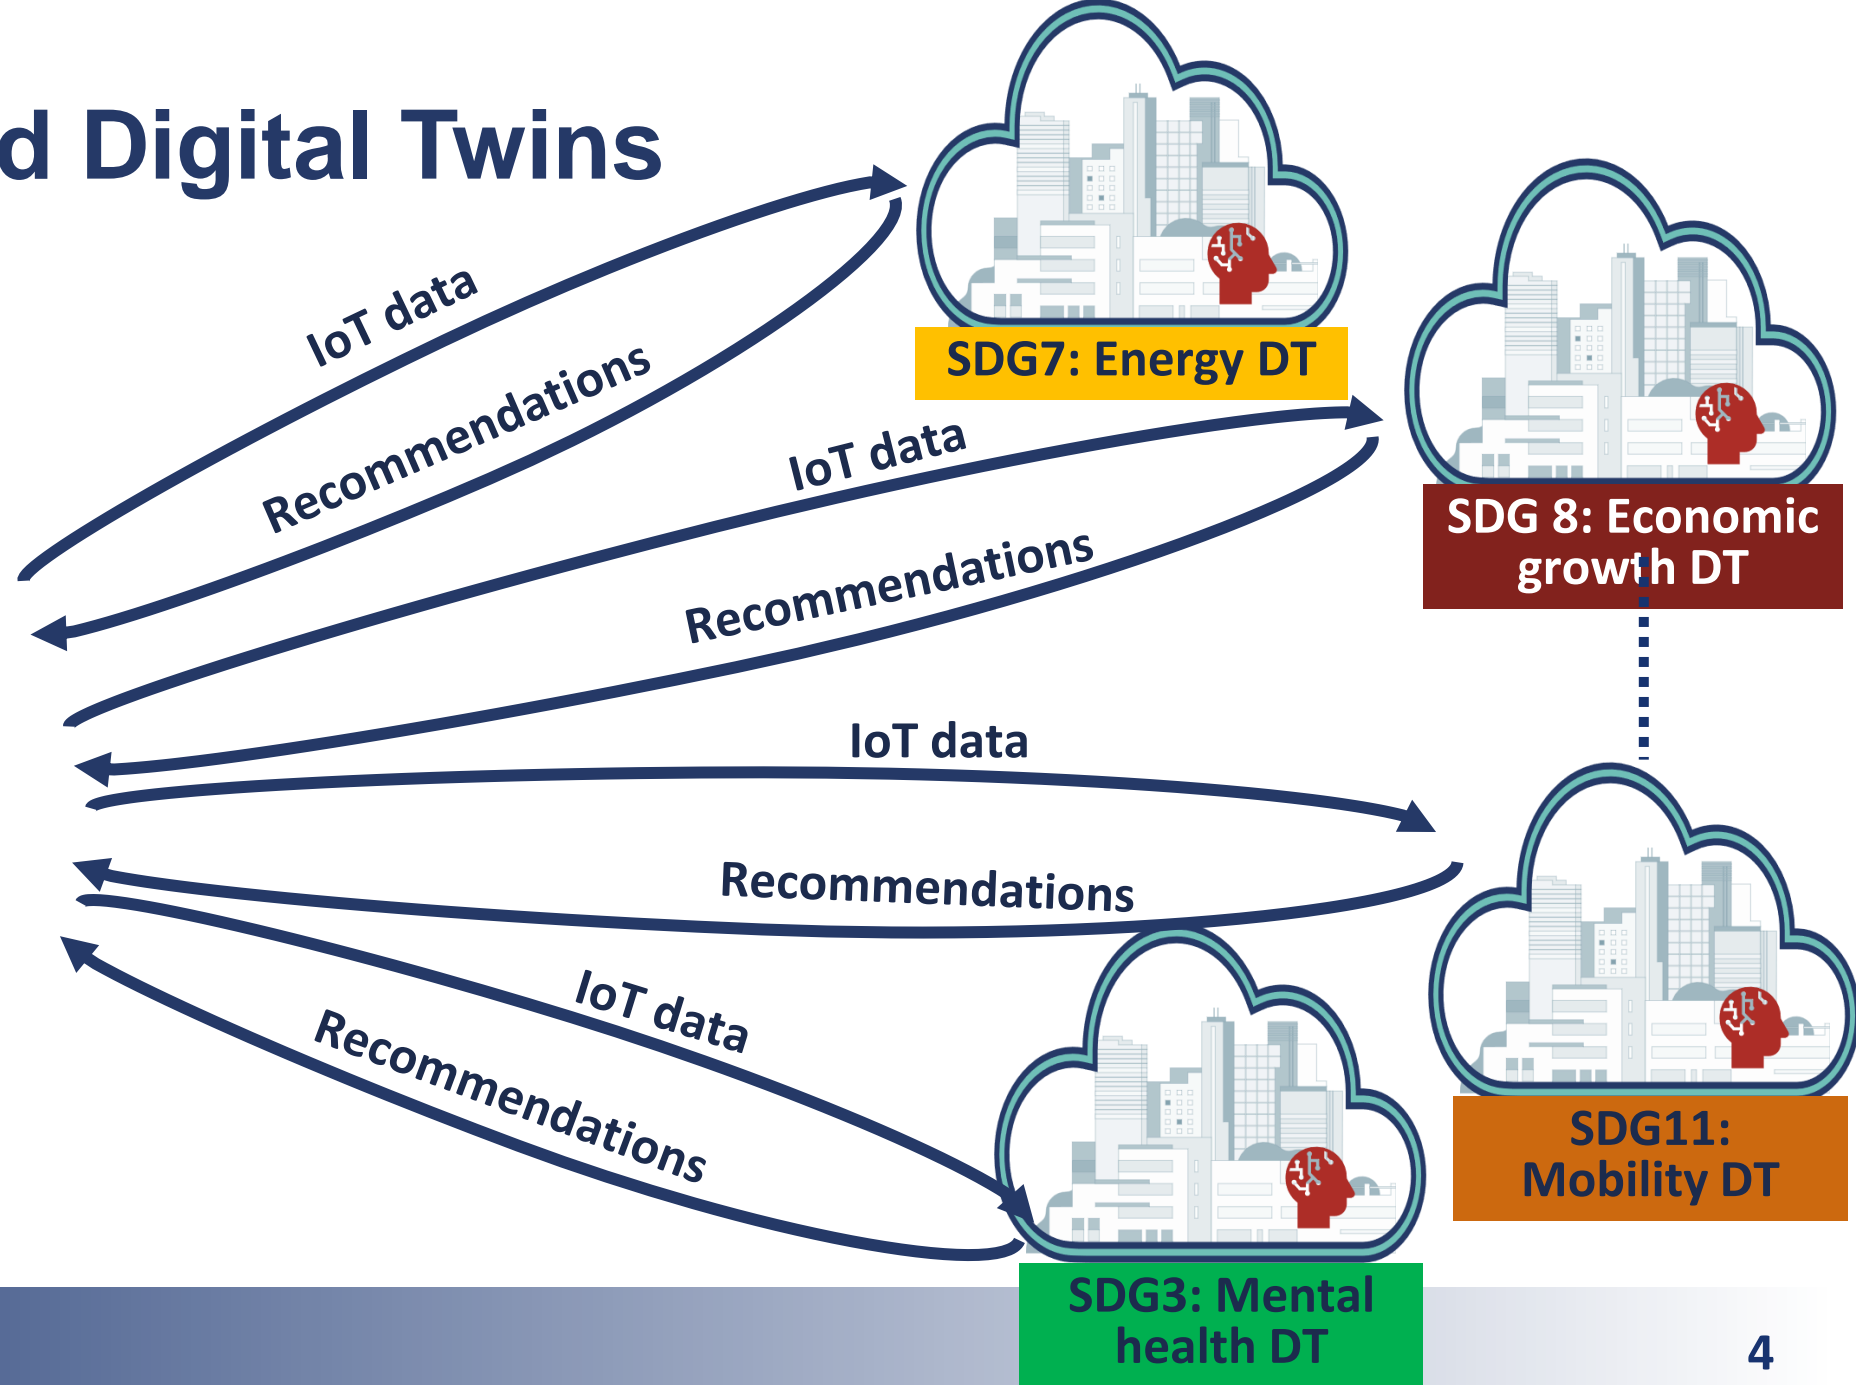 d Digital Twins
IoT data
Recommendations
SDG7: Energy DT
IoT data
Recommendations
SDG 8: Economic
growth DT
IoT data
Recommendations
IoT data
Recommendations
SDG11:
Mobility DT
SDG3: Mental
health DT
4